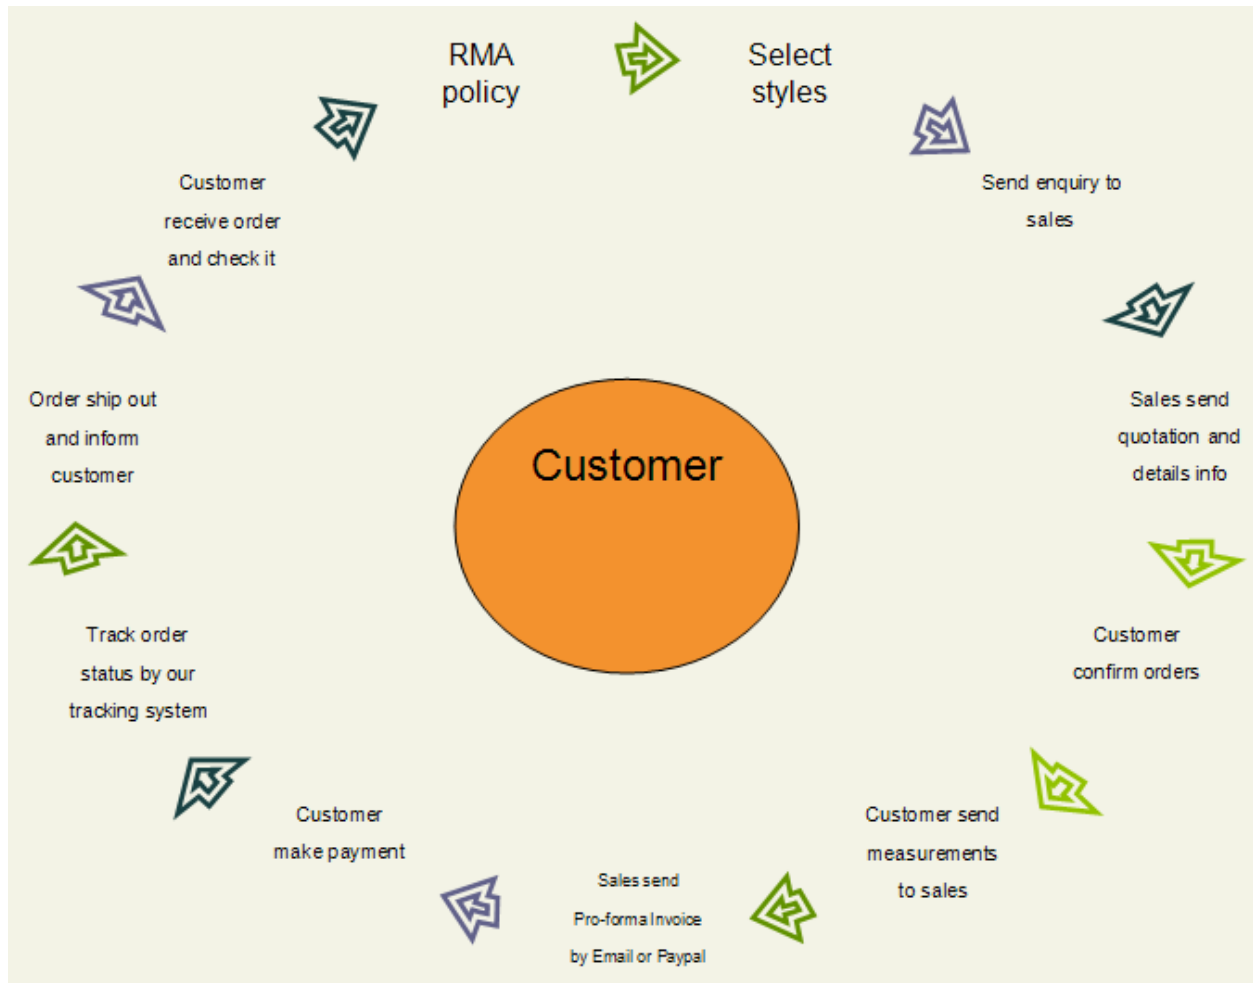 RMA
policy
Select
styles
Send enquiry to
sales
Sales send
quotation and
details info
Customer
confirm orders
Customer send
measurements
to sales
Sales send
Pro-forma Invoice
by Email or Paypal
Customer
make payment
Track order
status by our
tracking system
Order ship out
and inform
customer
Customer
receive order
and check it
Customer